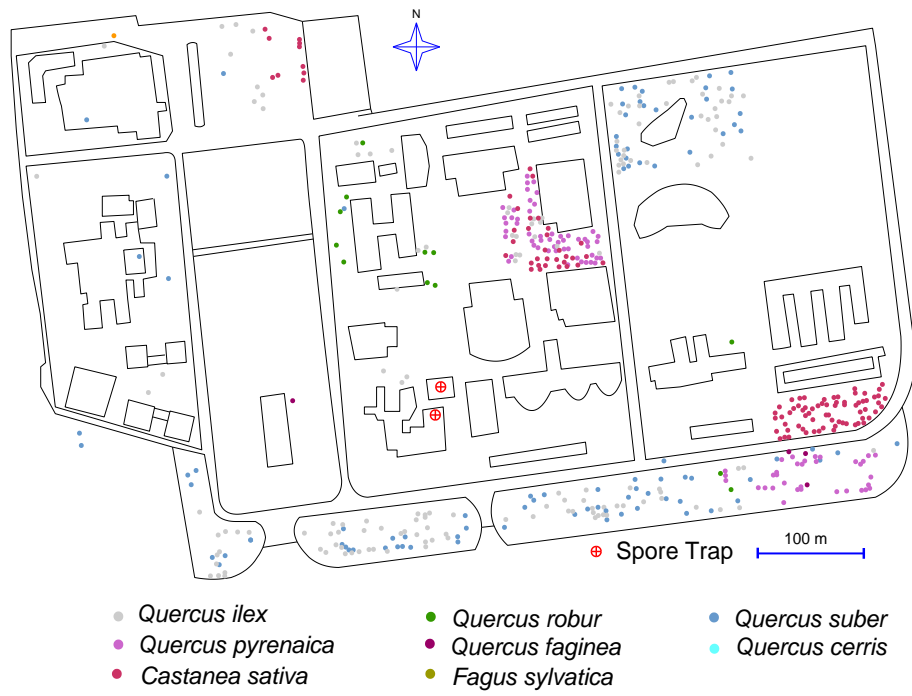 N
Spore Trap
100 m
Quercus ilex
Quercus robur
Quercus suber
Quercus pyrenaica
Quercus faginea
Quercus cerris
Castanea sativa
Fagus sylvatica